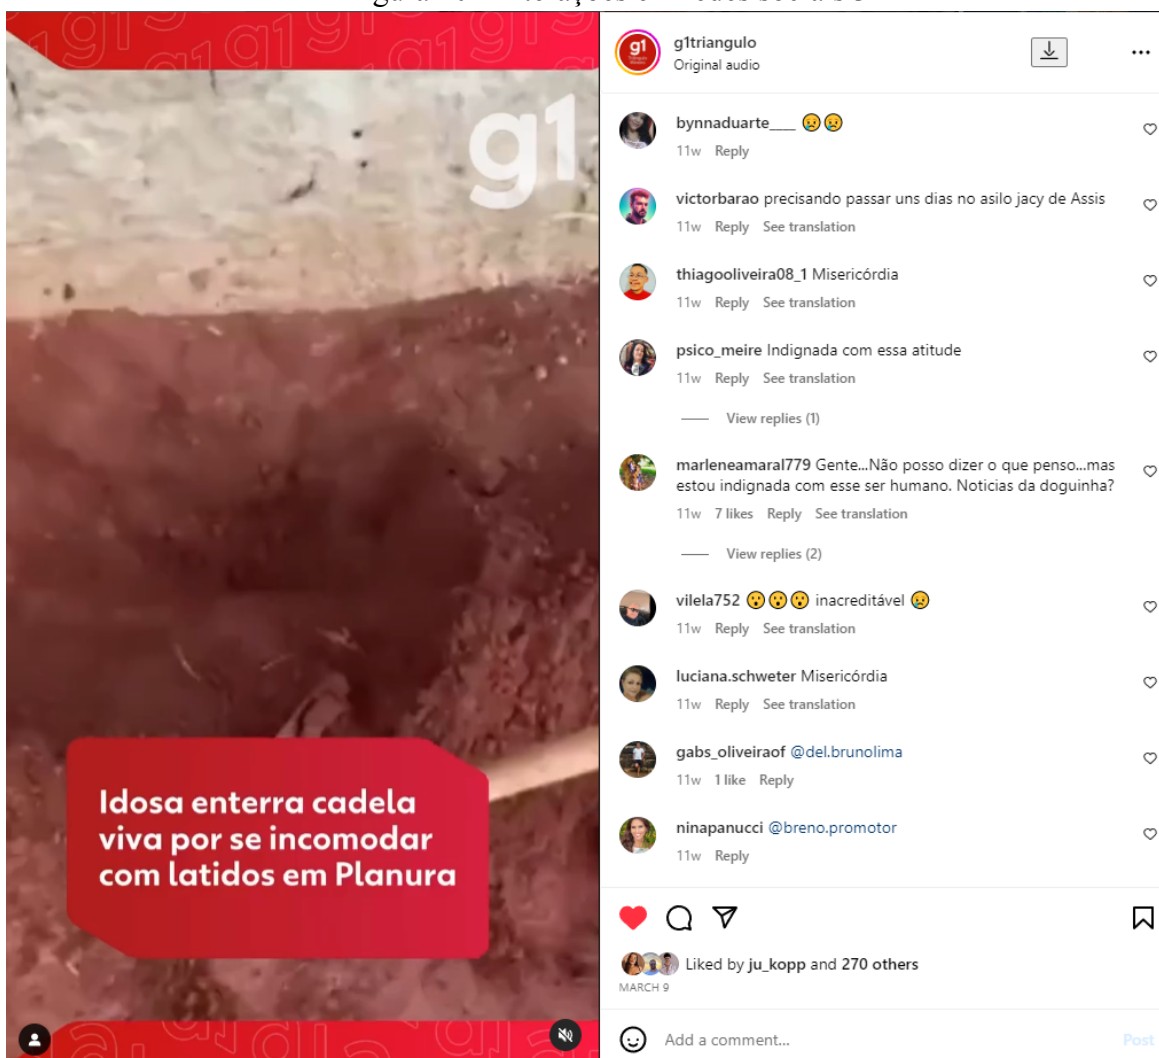 g1
Idosa enterra cadela
viva por se incomodar
com latidos em Planura
g1
g1triangulo
Original audio
bynnaduarte___ 😢😢
11w Reply
victorbarao precisando passar uns dias no asilo jacy de Assis
11w Reply See translation
thiagooliveira08_1 Misericórdia
11w Reply See translation
psico_meire Indignada com essa atitude
11w Reply See translation
View replies (1)
marleneamaral779 Gente...Não posso dizer o que penso...mas
estou indignada com esse ser humano. Noticias da doguinha?
11w 7 likes Reply See translation
View replies (2)
vilela752 😮😮😮 inacreditável 😢
11w Reply See translation
luciana.schweter Misericórdia
11w Reply See translation
gabs_oliveiraof @del.brunolima
11w 1 like Reply
ninapanucci @breno.promotor
11w Reply
Liked by ju_kopp and 270 others
MARCH 9
Add a comment...
Post